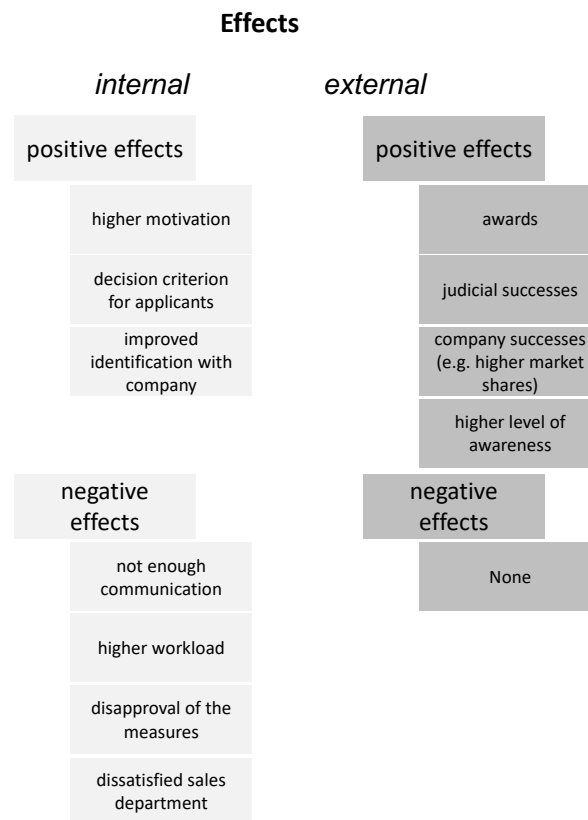 Effects
internal
external
positive effects
higher motivation
decision criterion
for applicants
improved
identification with
company
negative
effects
not enough
communication
higher workload
disapproval of the
measures
dissatisfied sales
department
positive effects
awards
judicial successes
company successes
(e.g. higher market
shares)
higher level of
awareness
negative
effects
None